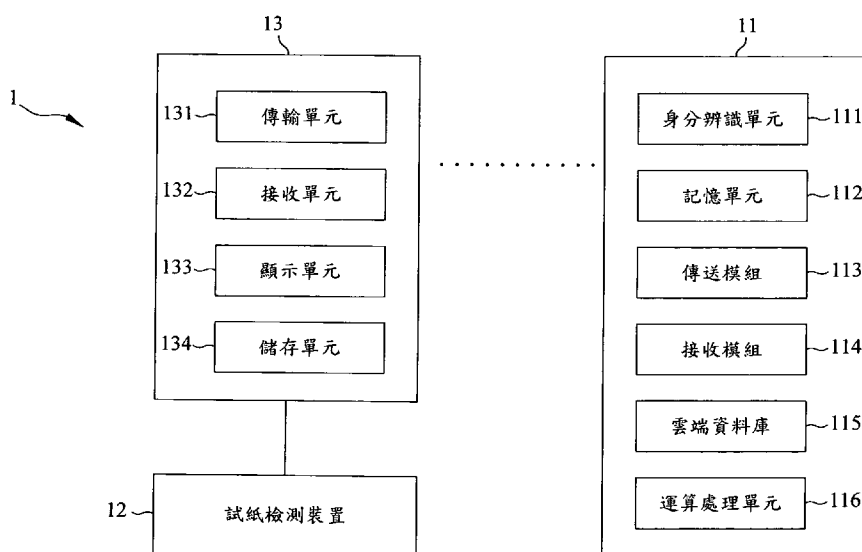 1
13
131
傳輸單元
132
接收單元
133
顯示單元
134
儲存單元
12
試紙檢測裝置
11
身分辨識單元
111
記憶單元
112
傳送模組
113
接收模組
114
雲端資料庫
115
運算處理單元
116